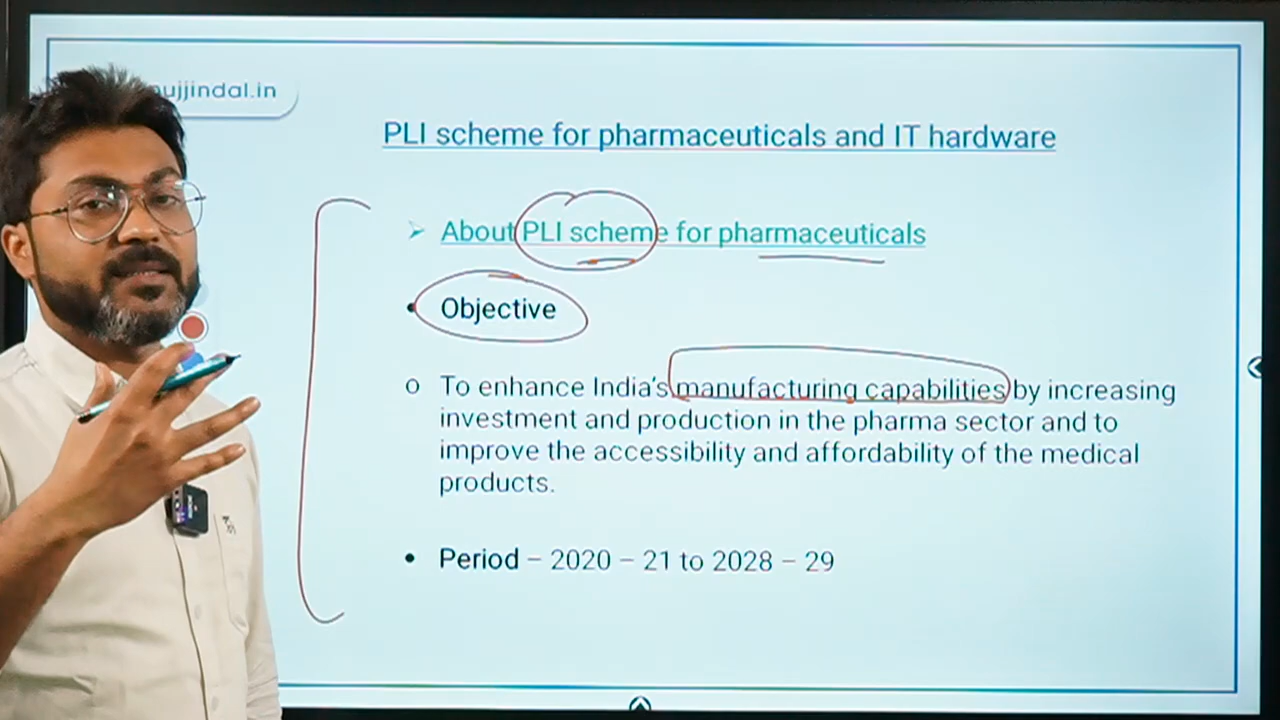 ujjindal.in
PLI scheme for pharmaceuticals and IT hardware
➢ About PLI scheme for pharmaceuticals
• Objective
o To enhance India's manufacturing capabilities by increasing
investment and production in the pharma sector and to
improve the accessibility and affordability of the medical
products.
• Period – 2020 – 21 to 2028 – 29